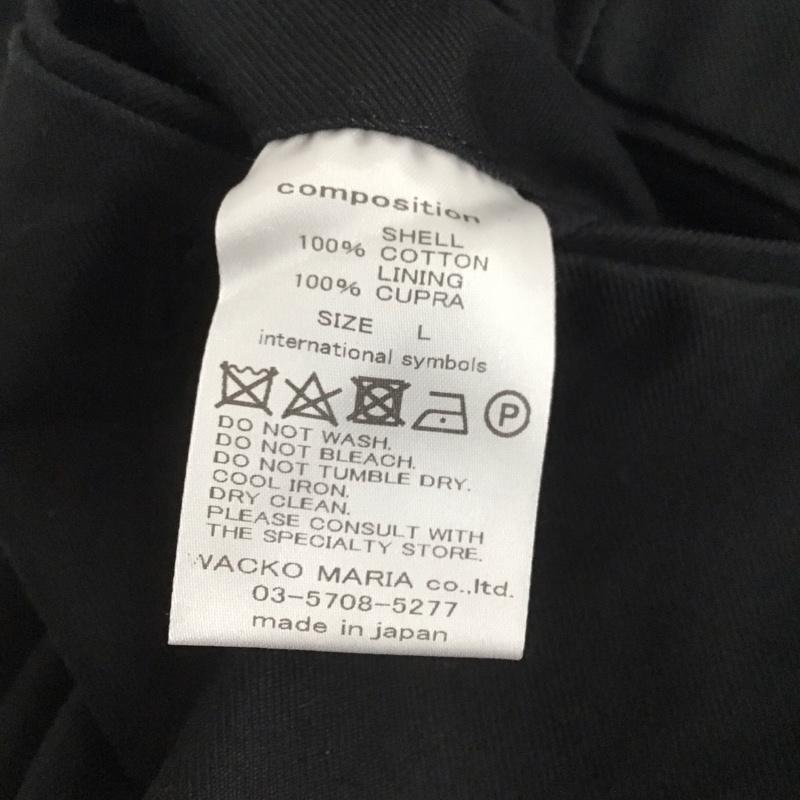 composition
SHELL
100% COTTON
LINING
100% CUPRA
SIZE L
international symbols
P
DO NOT WASH.
DO NOT BLEACH.
DO NOT TUMBLE DRY.
COOL IRON.
DRY CLEAN.
PLEASE CONSULT WITH
THE SPECIALTY STORE.
WACKO MARIA co.,ltd.
03-5708-5277
made in japan